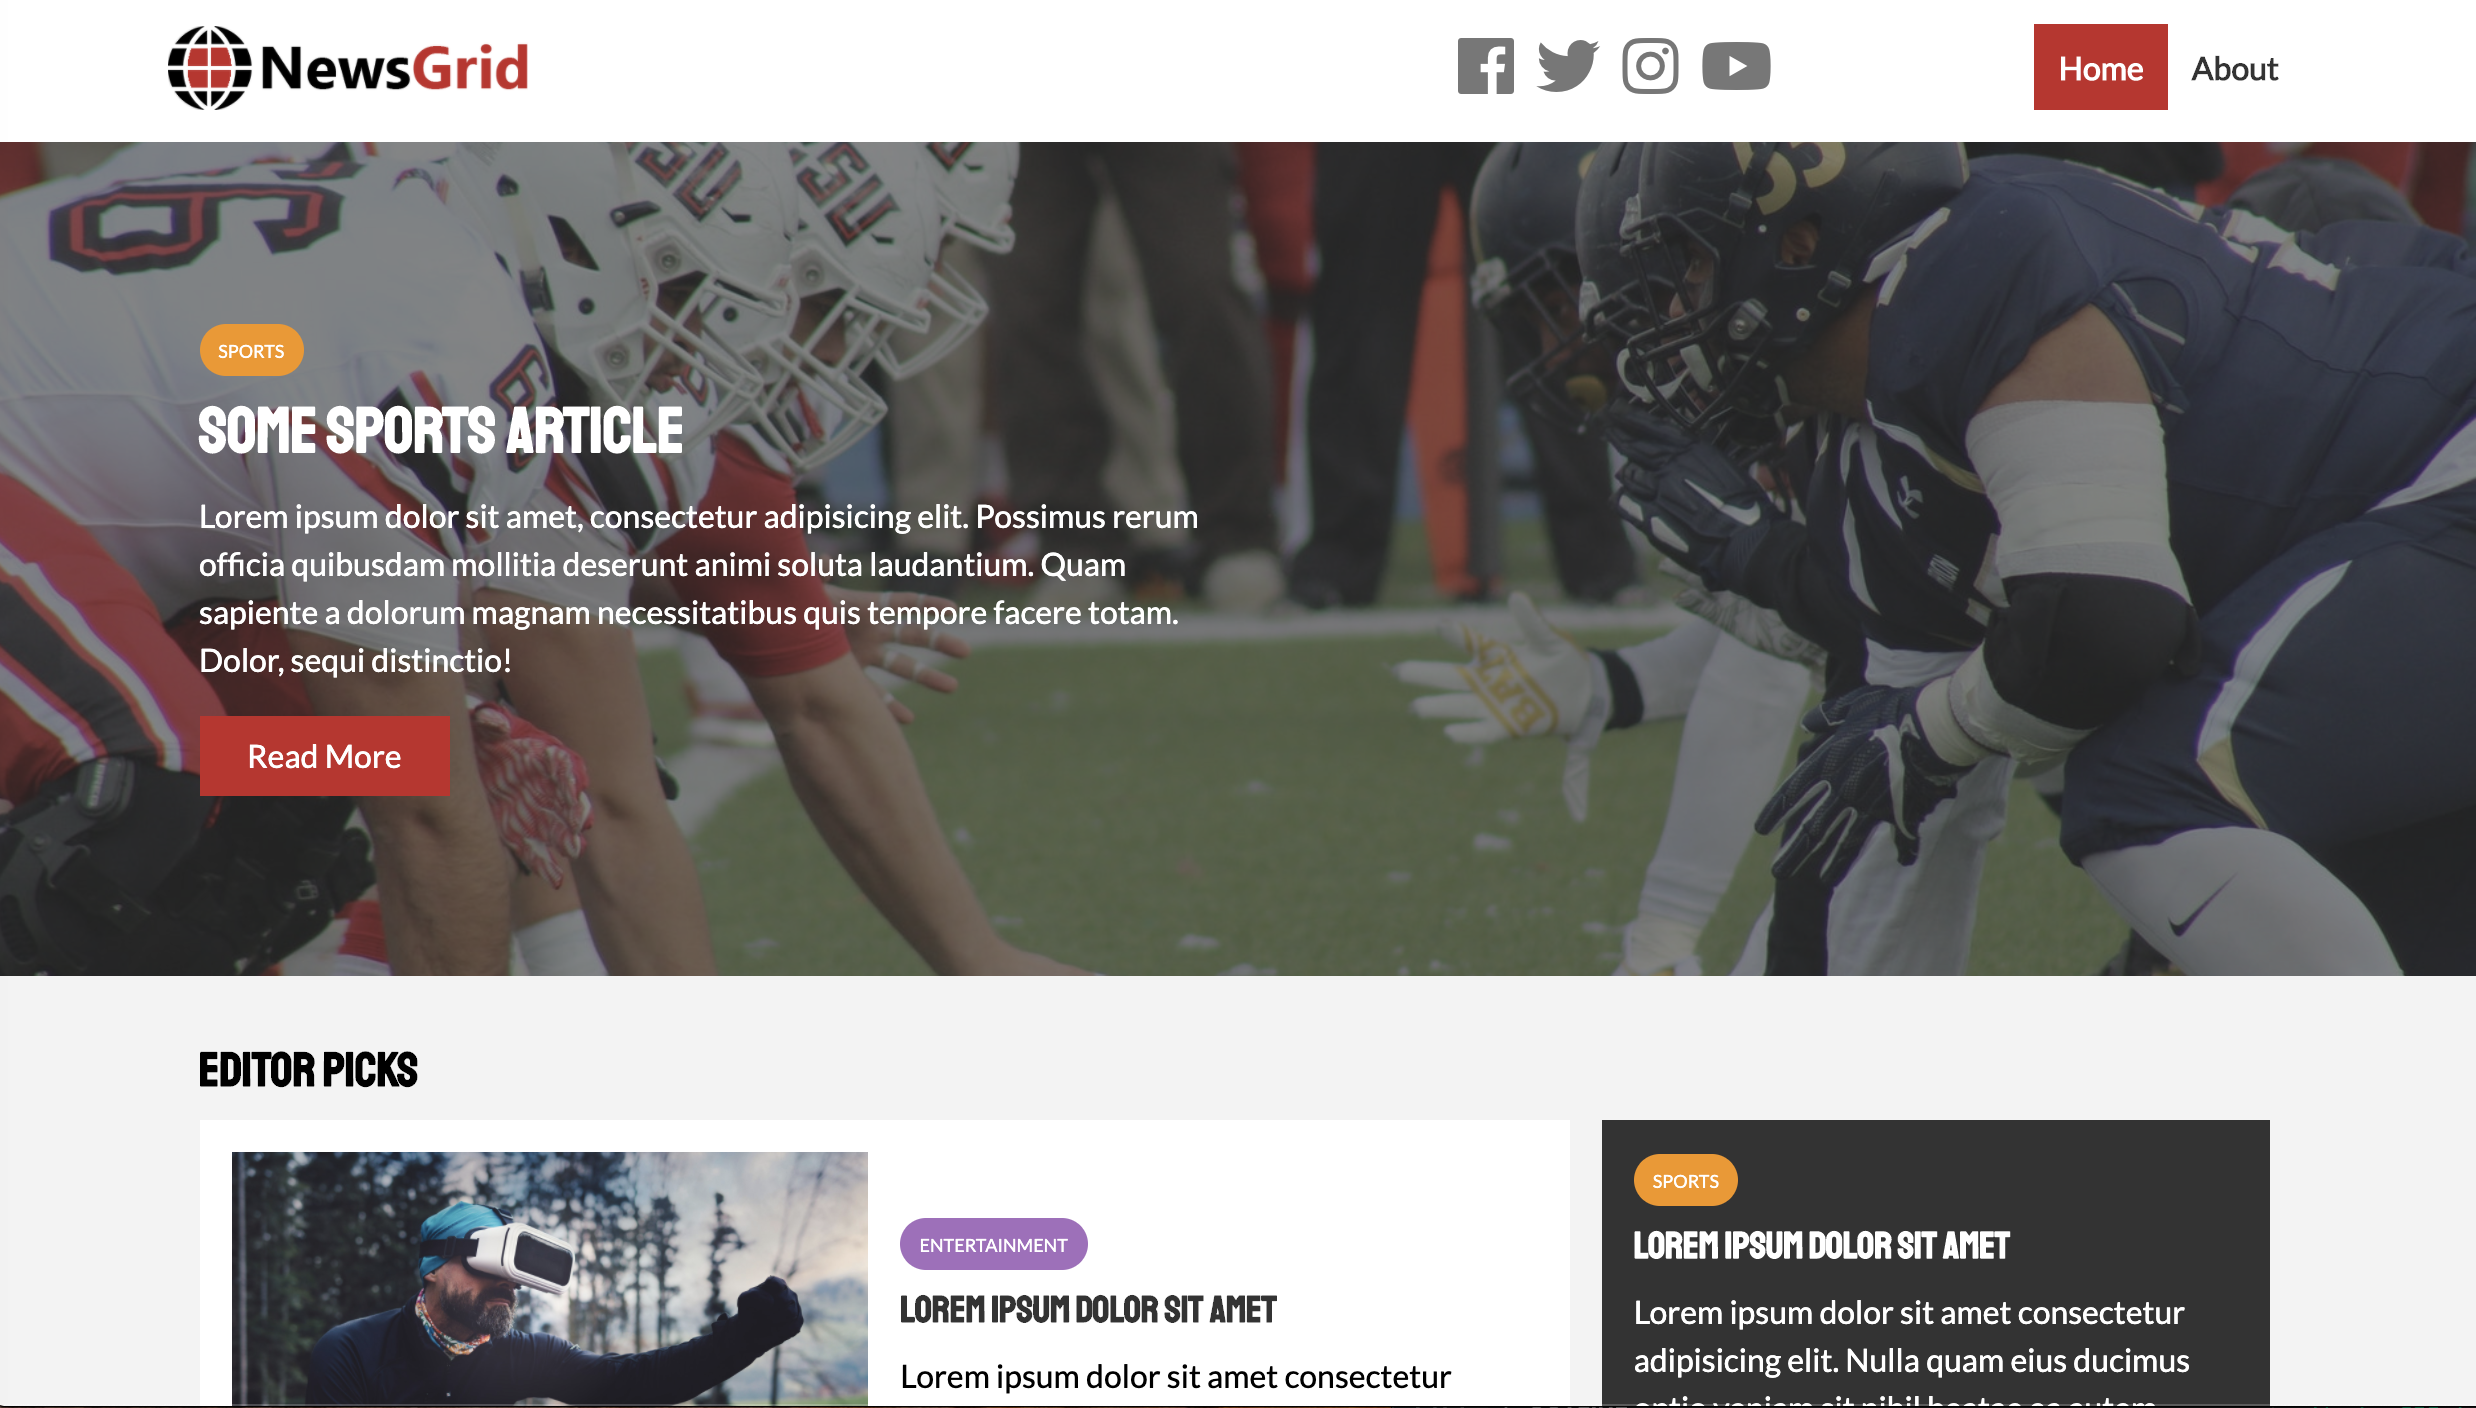 NewsGrid
Home About
SPORTS
SOME SPORTS ARTICLE
Lorem ipsum dolor sit amet, consectetur adipisicing elit. Possimus rerum
officia quibusdam mollitia deserunt animi soluta laudantium. Quam
sapiente a dolorum magnam necessitatibus quis tempore facere totam.
Dolor, sequi distinctio!
Read More
EDITOR PICKS
ENTERTAINMENT
LOREM IPSUM DOLOR SIT AMET
Lorem ipsum dolor sit amet consectetur
SPORTS
LOREM IPSUM DOLOR SIT AMET
Lorem ipsum dolor sit amet consectetur
adipisicing elit. Nulla quam eius ducimus